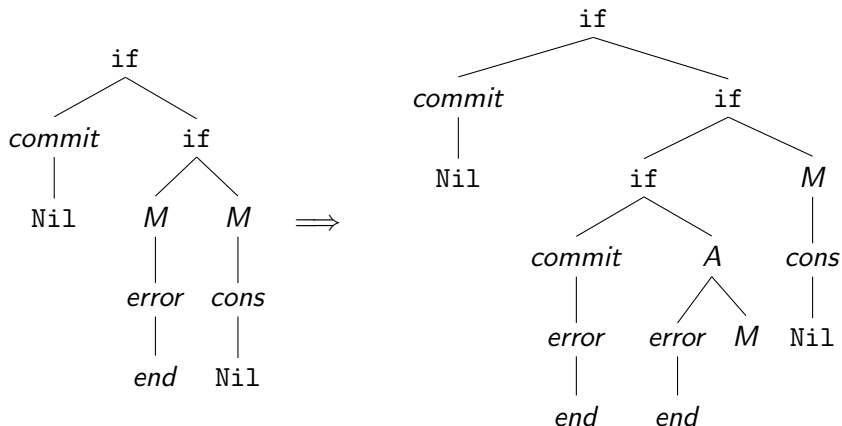 if
commit if
Nil M M
error cons
end Nil
⟹
if
commit if
Nil if M
commit A cons
error error M Nil
end end